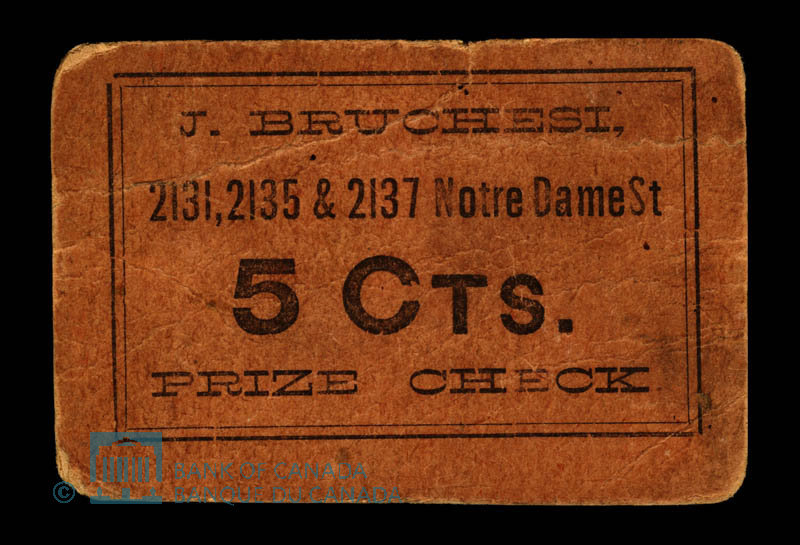 J. BRUCHESI,
2131, 2135 & 2137 Notre Dame St
5 CTS.
PRIZE CHECK
© BANK OF CANADA
BANQUE DU CANADA